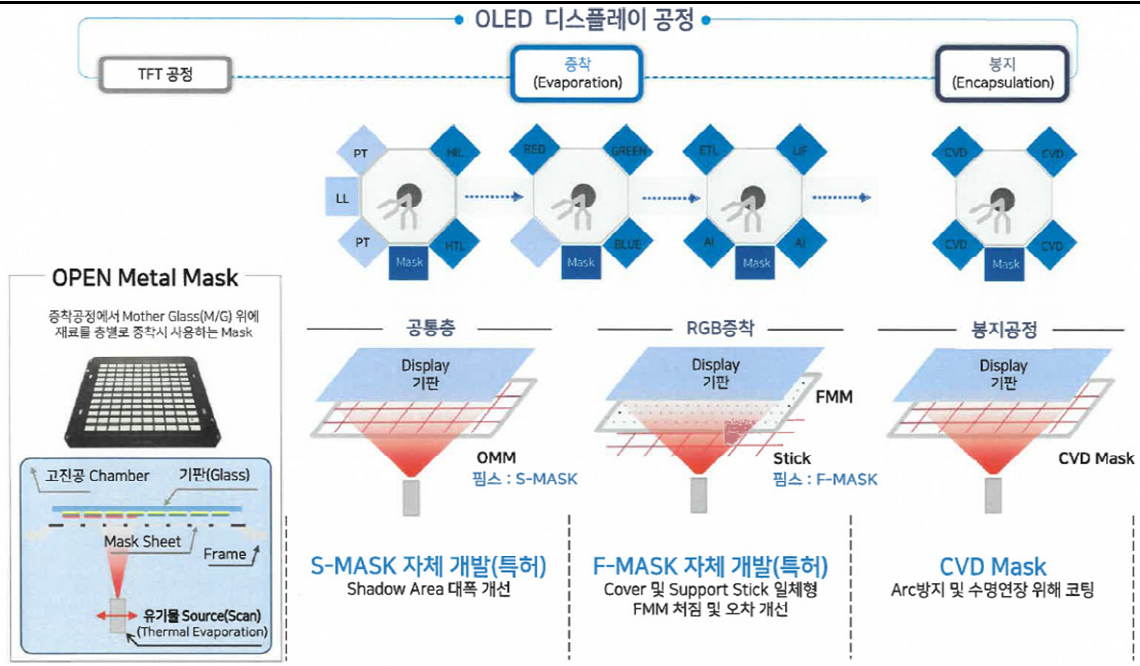 OLED 디스플레이 공정
TFT 공정
증착
(Evaporation)
봉지
(Encapsulation)
PT
HIL
LL
PT
HTL
Mask
RED
GREEN
BLUE
Mask
ETL
LIF
Al
Al
Mask
CVD
CVD
CVD
CVD
Mask
OPEN Metal Mask
증착공정에서 Mother Glass(M/G) 위에
재료를 층별로 증착시 사용하는 Mask
고진공 Chamber
기판(Glass)
Mask Sheet
Frame
유기물 Source(Scan)
(Thermal Evaporation)
공통층
Display
기판
OMM
핌스 : S-MASK
S-MASK 자체 개발(특허)
Shadow Area 대폭 개선
RGB증착
Display
기판
FMM
Stick
핌스 : F-MASK
F-MASK 자체 개발(특허)
Cover 및 Support Stick 일체형
FMM 처짐 및 오차 개선
봉지공정
Display
기판
CVD Mask
CVD Mask
Arc방지 및 수명연장 위해 코팅